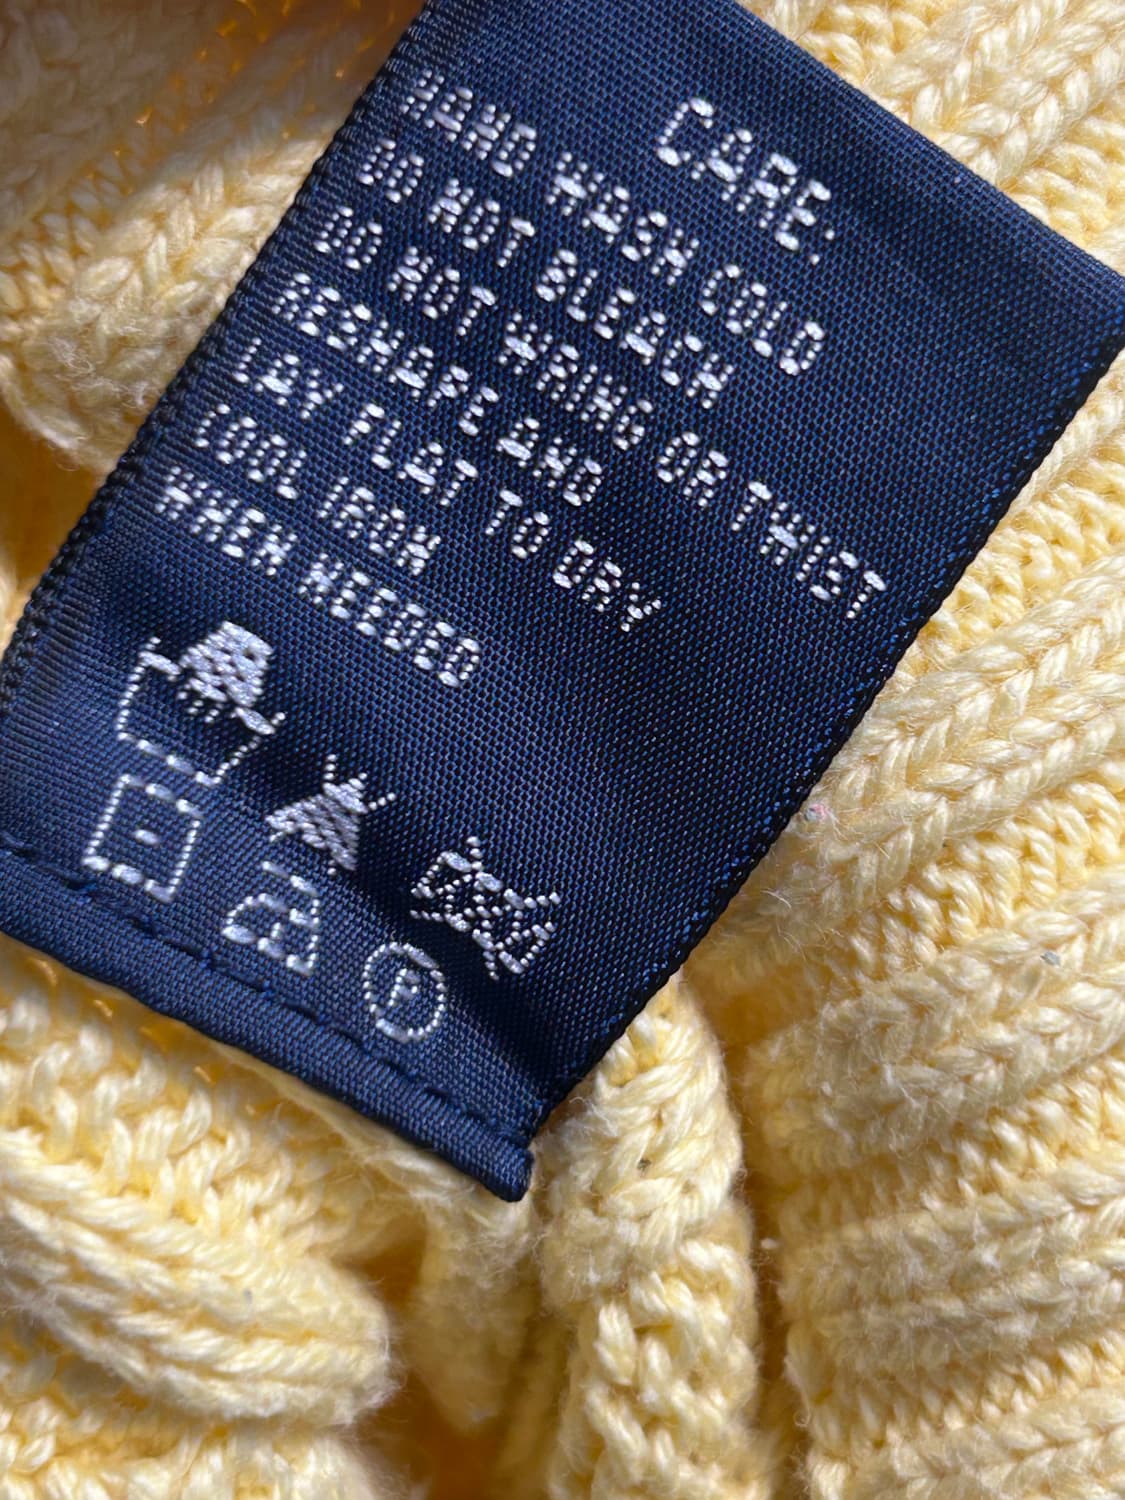 CARE:
HAND WASH COLD
DO NOT BLEACH
DO NOT WRING OR TWIST
RESHAPE AND
LAY FLAT TO DRY
COOL IRON
WHEN NEEDED
P